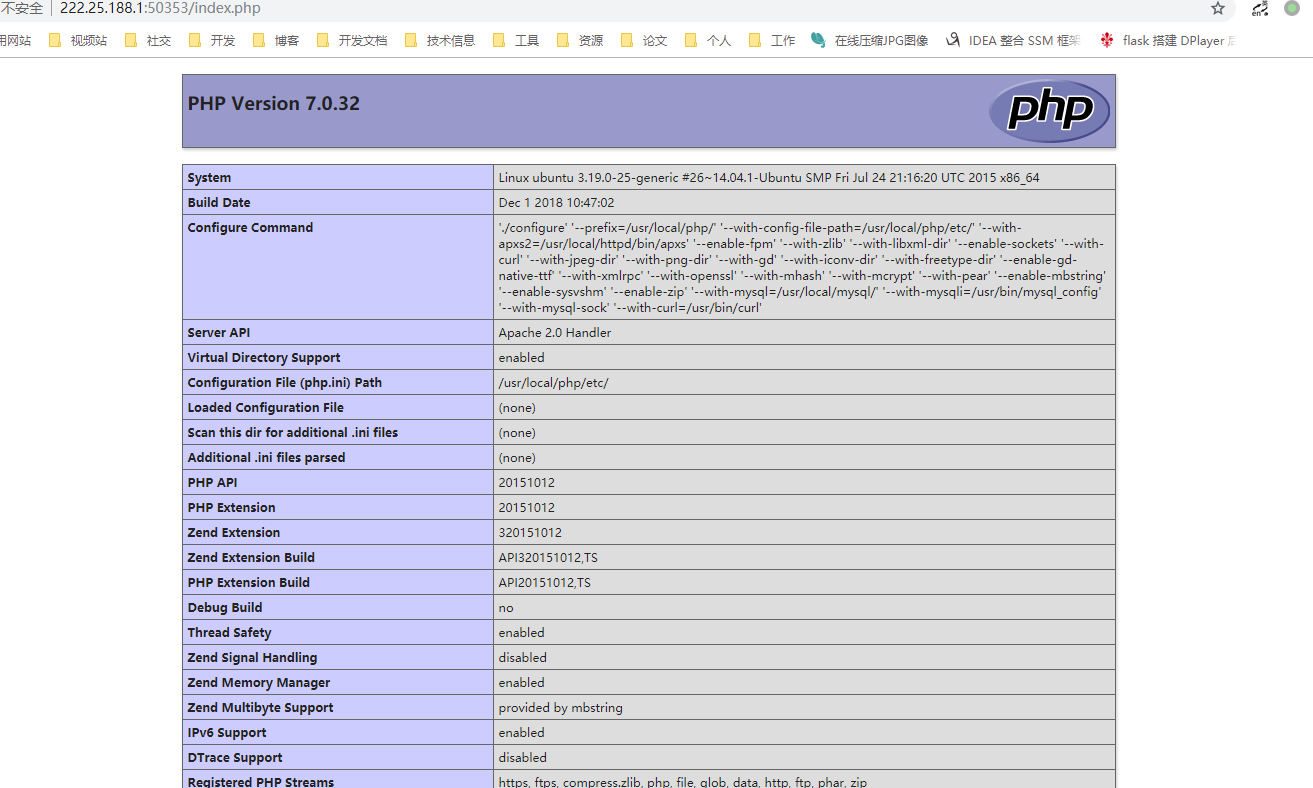 不安全 222.25.188.1:50353/index.php
用网站 视频站 社交 开发 博客 开发文档 技术信息 工具 资源 论文 个人 工作 在线压缩JPG图像 IDEA 整合 SSM 框架 flask 搭建 DPlayer
PHP Version 7.0.32
php
System Linux ubuntu 3.19.0-25-generic #26~14.04.1-Ubuntu SMP Fri Jul 24 21:16:20 UTC 2015 x86_64
Build Date Dec 1 2018 10:47:02
Configure Command './configure' '--prefix=/usr/local/php/' '--with-config-file-path=/usr/local/php/etc/' '--with-
apxs2=/usr/local/httpd/bin/apxs' '--enable-fpm' '--with-zlib' '--with-libxml-dir' '--enable-sockets' '--with-
curl' '--with-jpeg-dir' '--with-png-dir' '--with-gd' '--with-iconv-dir' '--with-freetype-dir' '--enable-gd-
native-ttf' '--with-xmlrpc' '--with-openssl' '--with-mhash' '--with-mcrypt' '--with-pear' '--enable-mbstring'
'--enable-sysvshm' '--enable-zip' '--with-mysql=/usr/local/mysql/' '--with-mysqli=/usr/bin/mysql_config'
'--with-mysql-sock' '--with-curl=/usr/bin/curl'
Server API Apache 2.0 Handler
Virtual Directory Support enabled
Configuration File (php.ini) Path /usr/local/php/etc/
Loaded Configuration File (none)
Scan this dir for additional .ini files (none)
Additional .ini files parsed (none)
PHP API 20151012
PHP Extension 20151012
Zend Extension 320151012
Zend Extension Build API320151012,TS
PHP Extension Build API20151012,TS
Debug Build no
Thread Safety enabled
Zend Signal Handling disabled
Zend Memory Manager enabled
Zend Multibyte Support provided by mbstring
IPv6 Support enabled
DTrace Support disabled
Registered PHP Streams https, ftps, compress.zlib, php, file, glob, data, http, ftp, phar, zip